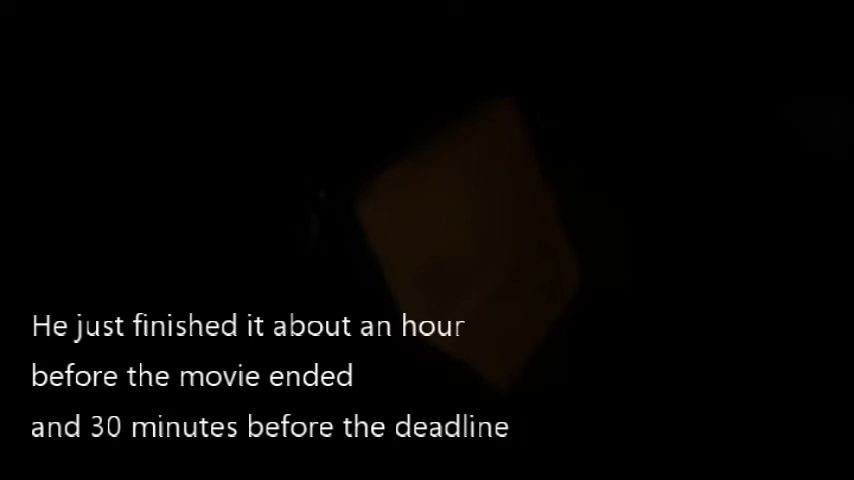 He just finished it about an hour
before the movie ended
and 30 minutes before the deadline